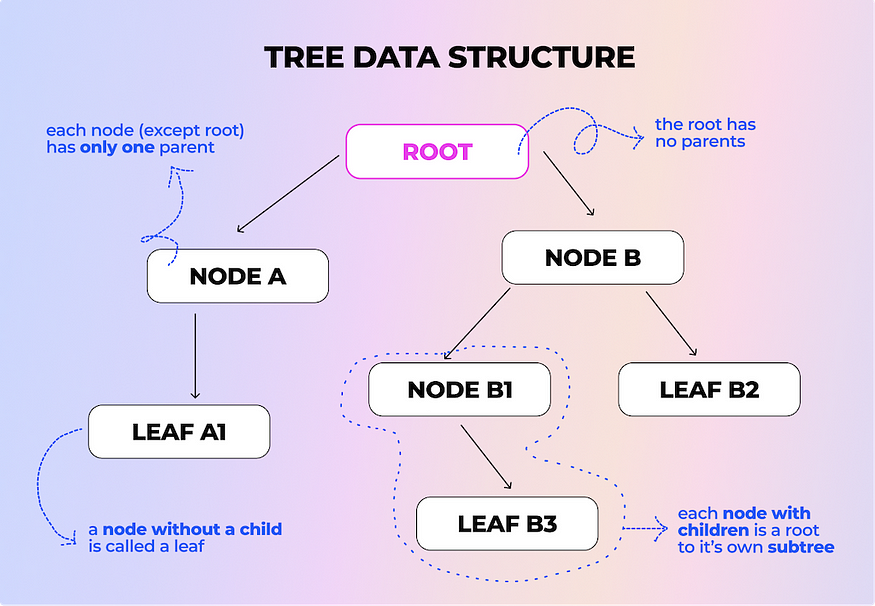 TREE DATA STRUCTURE
each node (except root)
has only one parent
ROOT
the root has
no parents
NODE A
NODE B
NODE B1
LEAF B2
LEAF A1
LEAF B3
a node without a child
is called a leaf
each node with
children is a root
to it's own subtree